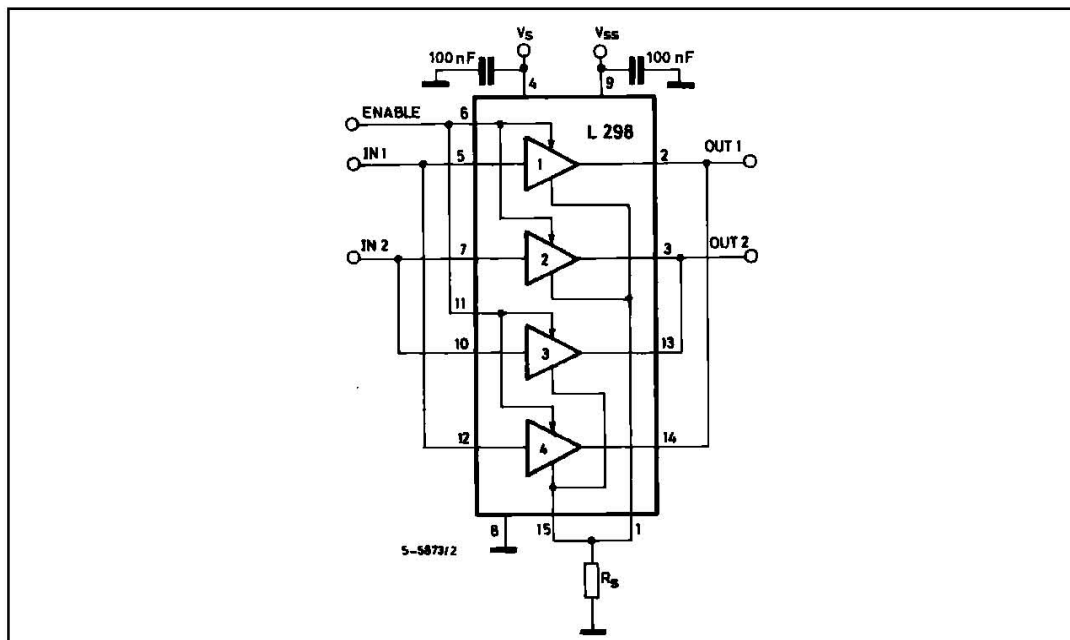 Vs Vss
100 nF 100 nF
4 9
ENABLE 6 L 298
IN 1 5 1 2 OUT 1
IN 2 7 2 3 OUT 2
11
10 3 13
12 4 14
8 15 1
5-5873/2
Rs